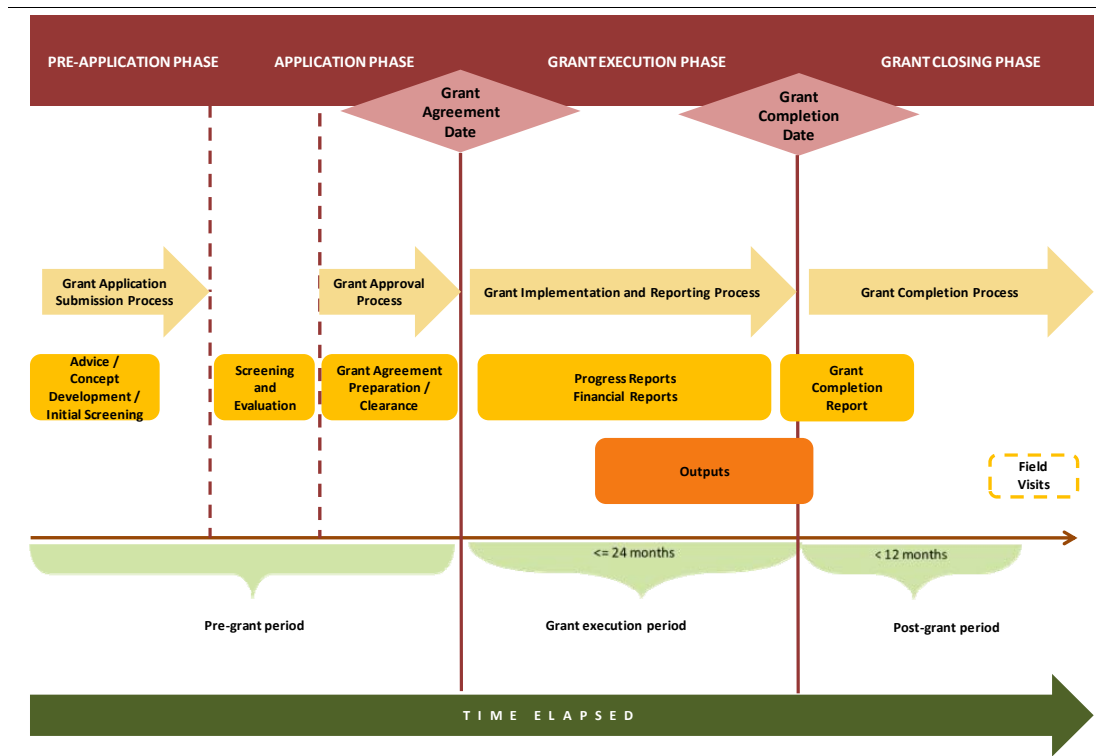 PRE-APPLICATION PHASE
APPLICATION PHASE
GRANT EXECUTION PHASE
GRANT CLOSING PHASE
Grant
Agreement
Date
Grant
Completion
Date
Grant Application
Submission Process
Grant Approval
Process
Grant Implementation and Reporting Process
Grant Completion Process
Advice /
Concept
Development /
Initial Screening
Screening
and
Evaluation
Grant Agreement
Preparation /
Clearance
Progress Reports
Financial Reports
Grant
Completion
Report
Outputs
Field
Visits
<= 24 months
< 12 months
Pre-grant period
Grant execution period
Post-grant period
TIME ELAPSED